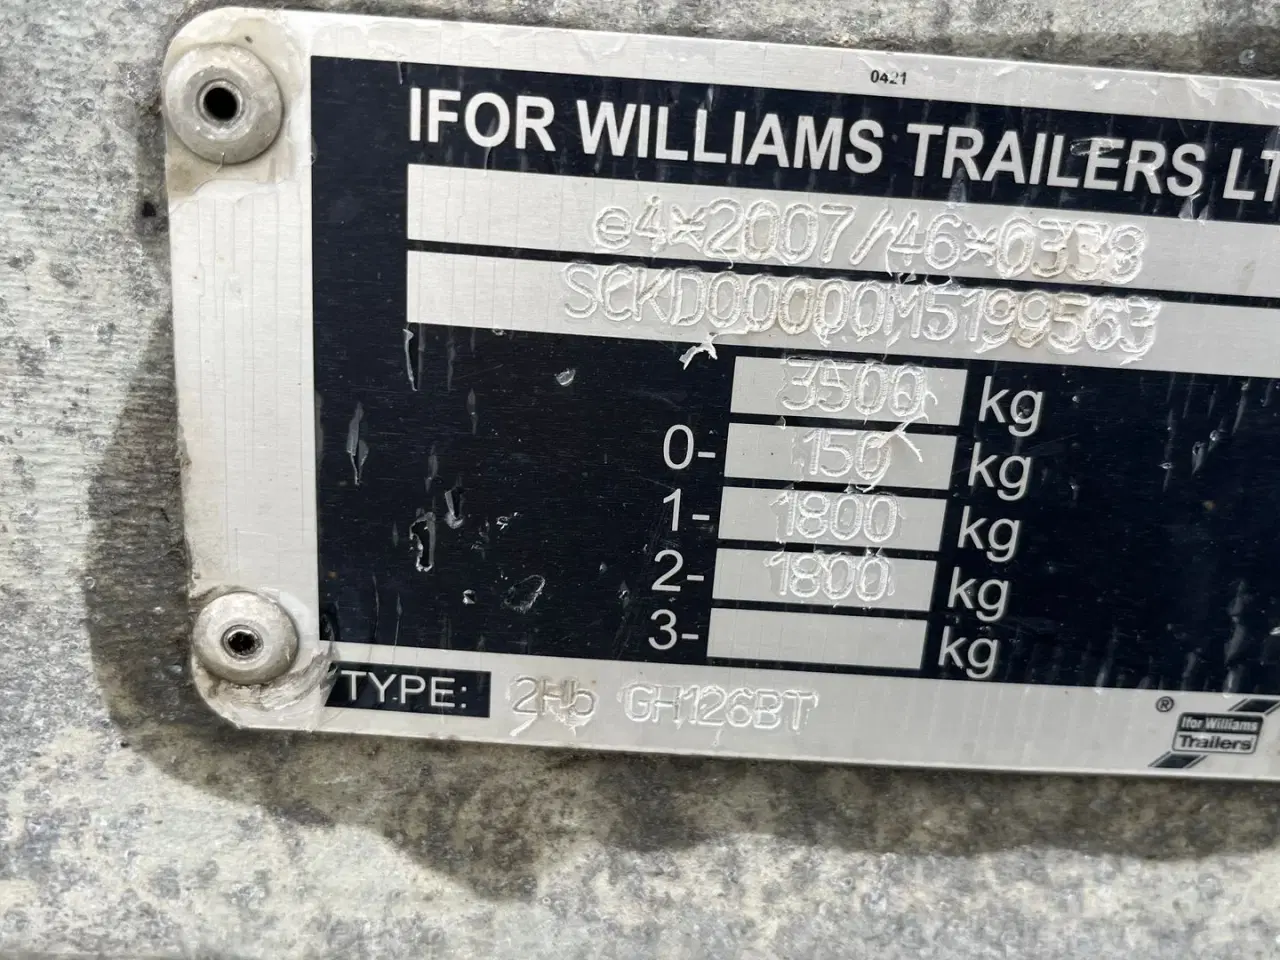 0421
IFOR WILLIAMS TRAILERS LT
e4*2007/46*0338
SCKD00000M5199563
3500 kg
0- 150 kg
1- 1800 kg
2- 1800 kg
3- kg
TYPE: 2Hb GH126BT
®
Ifor Williams
Trailers